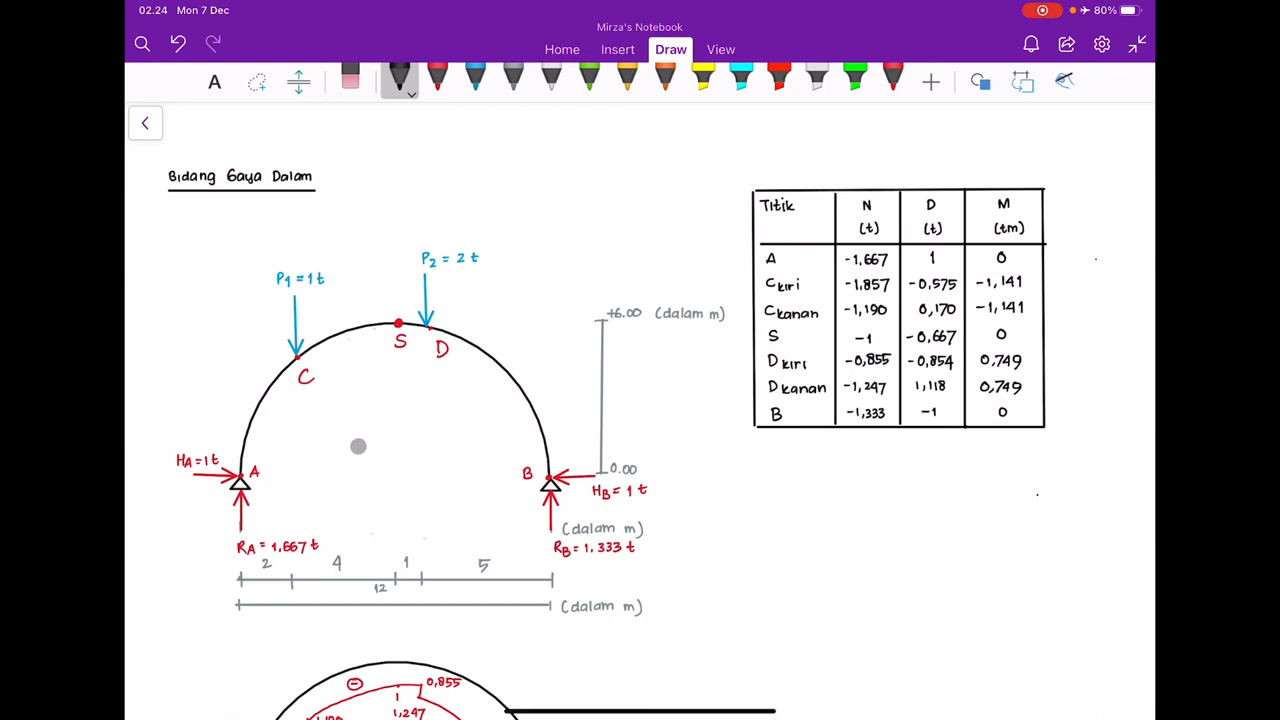 02.24 Mon 7 Dec
80%
Mirza's Notebook
Home Insert Draw View
A
Bidang Gaya Dalam
P1 = 1 t
P2 = 2 t
S
D
C
+6.00 (dalam m)
HA = 1 t
A
B
0.00
HB = 1 t
(dalam m)
RA = 1,667 t
RB = 1,333 t
2 4 1 5
12
(dalam m)
Titik N (t) D (t) M (tm)
A -1,667 1 0
Ckiri -1,857 -0,575 -1,141
Ckanan -1,190 0,170 -1,141
S -1 -0,667 0
Dkiri -0,855 -0,854 0,749
Dkanan -1,247 1,118 0,749
B -1,333 -1 0
0,855
1
1,247